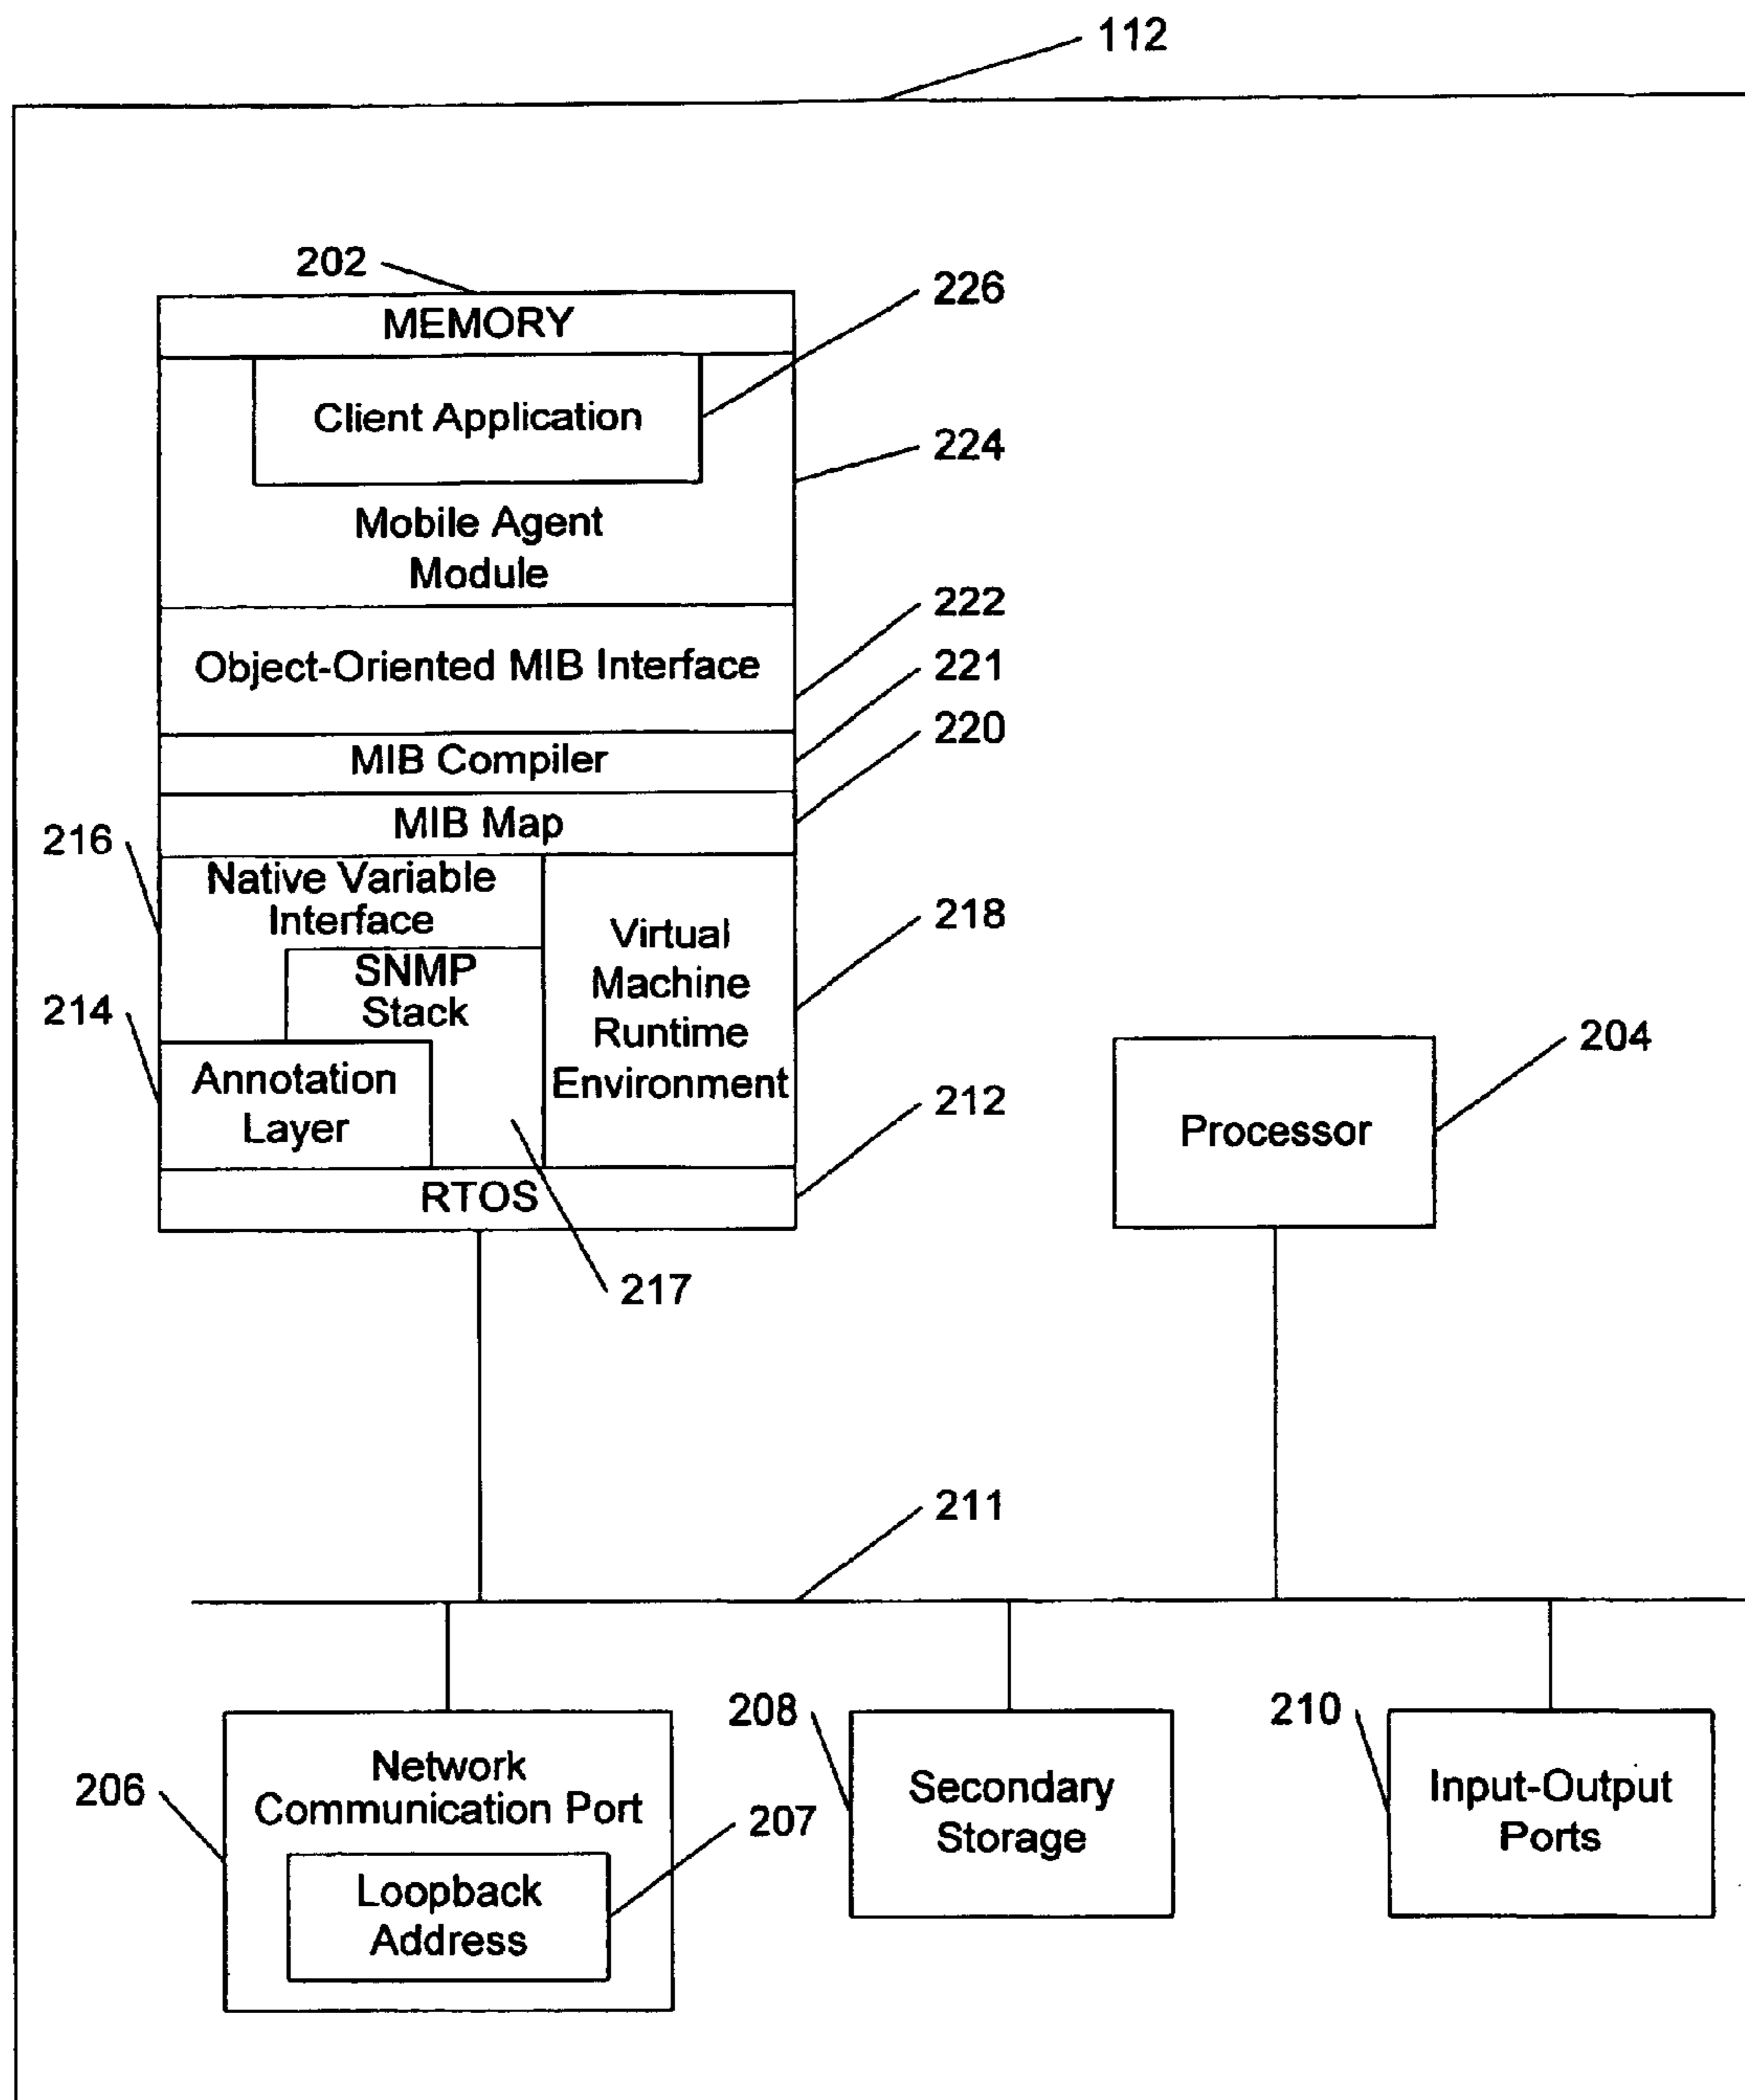 112
202
MEMORY
226
Client Application
224
Mobile Agent
Module
222
Object-Oriented MIB Interface
221
MIB Compiler
220
MIB Map
216
Native Variable
Interface
218
Virtual
Machine
Runtime
Environment
SNMP
Stack
214
Annotation
Layer
212
RTOS
217
204
Processor
211
206
Network
Communication Port
207
Loopback
Address
208
Secondary
Storage
210
Input-Output
Ports